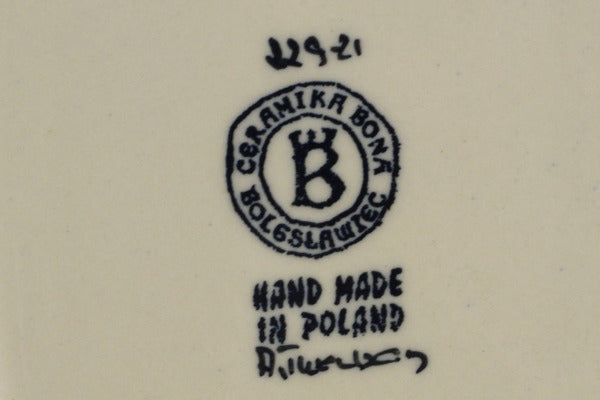 229-21
CERAMIKA BONA
B
BOLESŁAWIEC
HAND MADE
IN POLAND